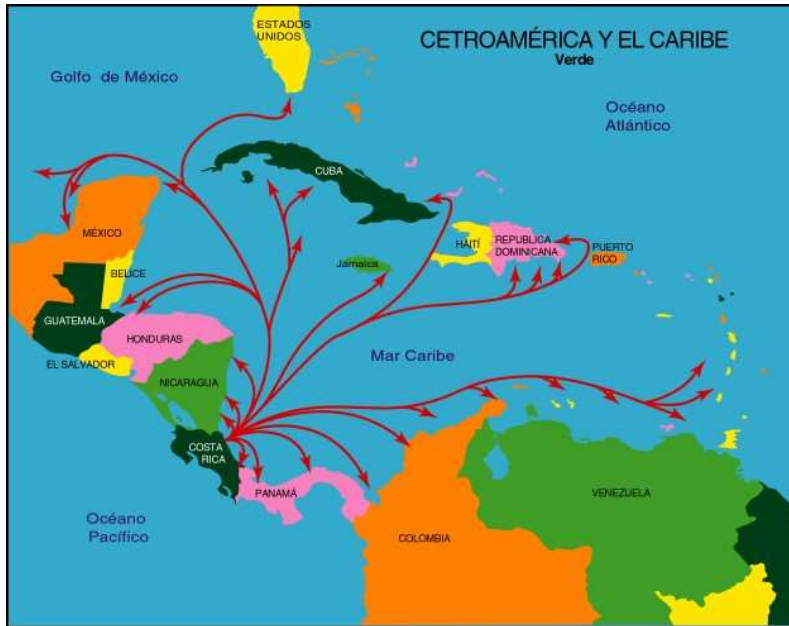 ESTADOS
UNIDOS
CETROAMÉRICA Y EL CARIBE
Verde
Golfo de México
Océano
Atlántico
CUBA
MÉXICO
HÁITÍ
REPUBLICA
DOMINICANA
PUERTO
RICO
Jamaica
BELICE
GUATEMALA
HONDURAS
Mar Caribe
EL SALVADOR
NICARAGUA
COSTA
RICA
PANAMÁ
VENEZUELA
Océano
Pacífico
COLOMBIA